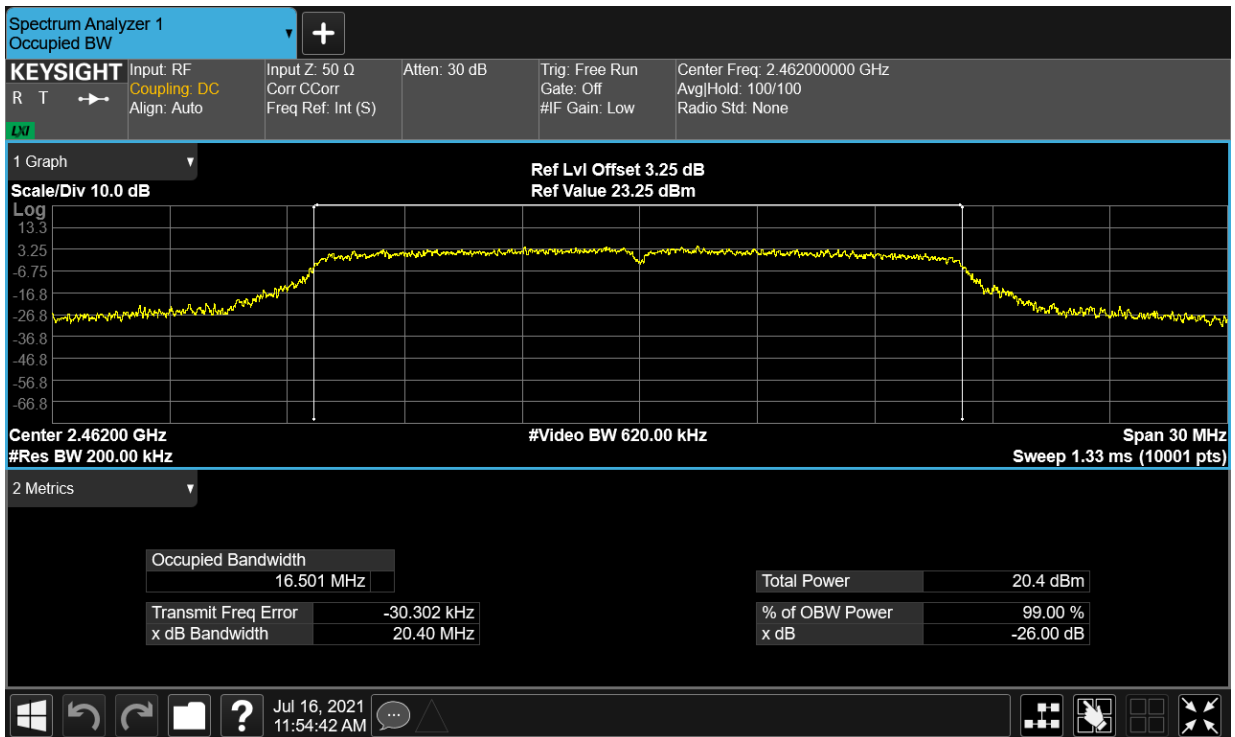 Spectrum Analyzer 1
Occupied BW
KEYSIGHT
R T
LXI
Input: RF
Coupling: DC
Align: Auto
Input Z: 50 Ω
Corr CCorr
Freq Ref: Int (S)
Atten: 30 dB
Trig: Free Run
Gate: Off
#IF Gain: Low
Center Freq: 2.462000000 GHz
Avg|Hold: 100/100
Radio Std: None
1 Graph
Scale/Div 10.0 dB
Ref Lvl Offset 3.25 dB
Ref Value 23.25 dBm
Log
13.3
3.25
-6.75
-16.8
-26.8
-36.8
-46.8
-56.8
-66.8
Center 2.46200 GHz
#Video BW 620.00 kHz
Span 30 MHz
#Res BW 200.00 kHz
Sweep 1.33 ms (10001 pts)
2 Metrics
Occupied Bandwidth
16.501 MHz
Total Power 20.4 dBm
Transmit Freq Error -30.302 kHz
% of OBW Power 99.00 %
x dB Bandwidth 20.40 MHz
x dB -26.00 dB
?
Jul 16, 2021
11:54:42 AM